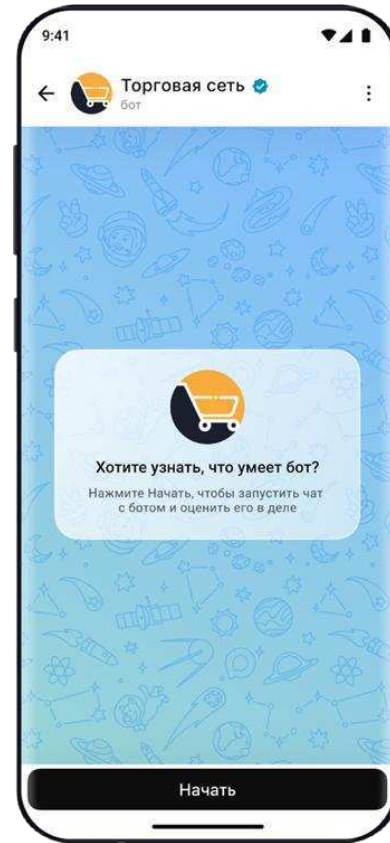 9:41
Торговая сеть
бот
Хотите узнать, что умеет бот?
Нажмите Начать, чтобы запустить чат
с ботом и оценить его в деле
Начать